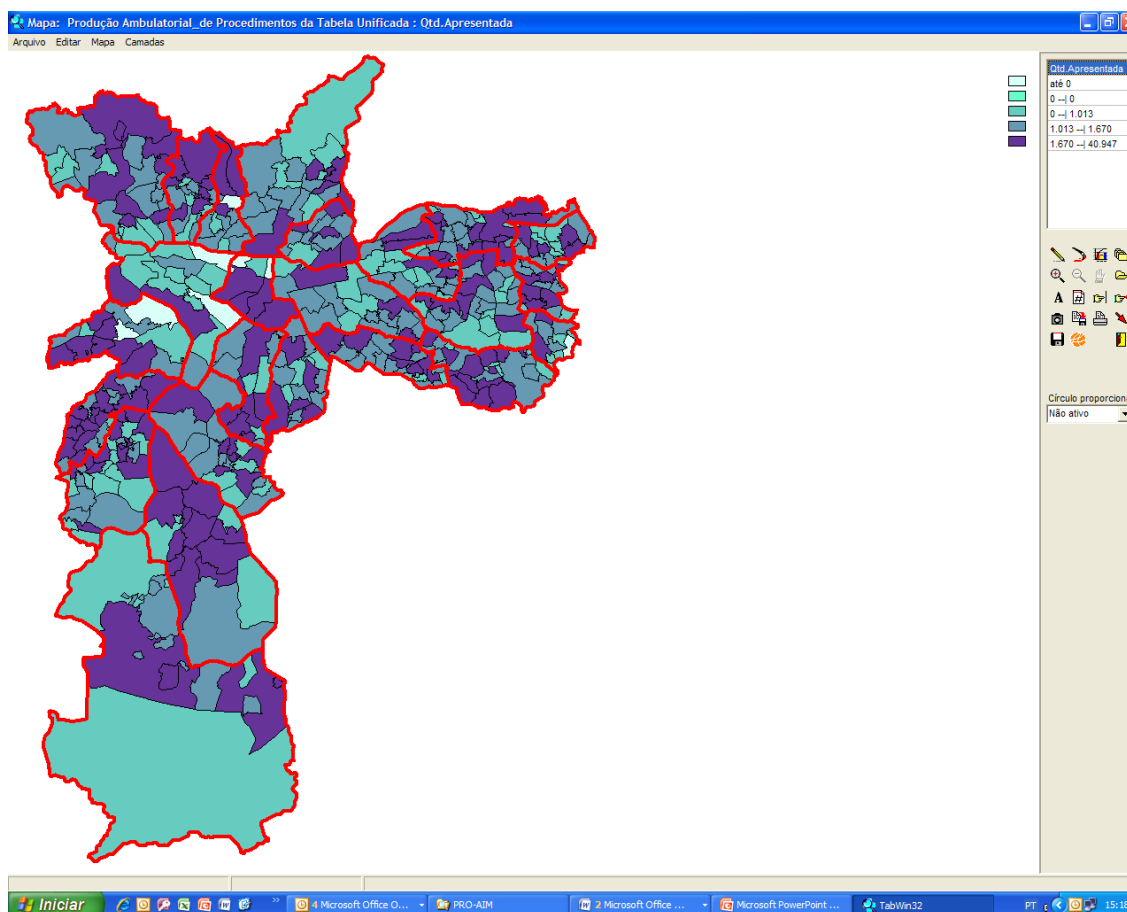 Mapa: Produção Ambulatorial_de Procedimentos da Tabela Unificada : Qtd.Apresentada
Arquivo Editar Mapa Camadas
Qtd.Apresentada
até 0
0 --| 0
0 --| 1.013
1.013 --| 1.670
1.670 --| 40.947
A
Círculo proporcion
Não ativo
Iniciar
4 Microsoft Office O...
PRO-AIM
2 Microsoft Office ...
Microsoft PowerPoint ...
TabWin32
PT
15:18